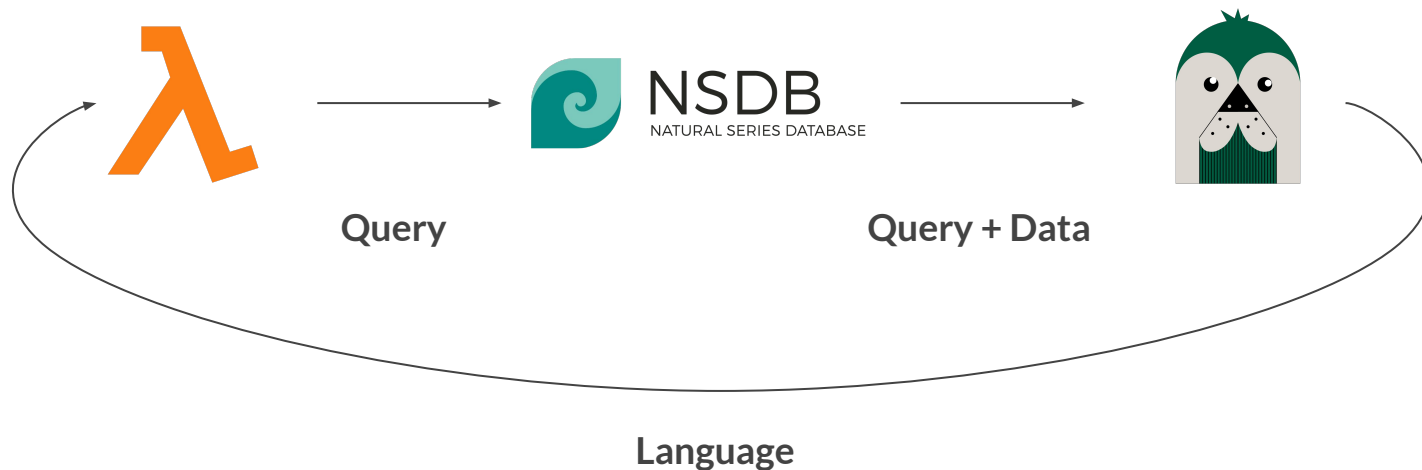 NSDB
NATURAL SERIES DATABASE
Query
Query + Data
Language